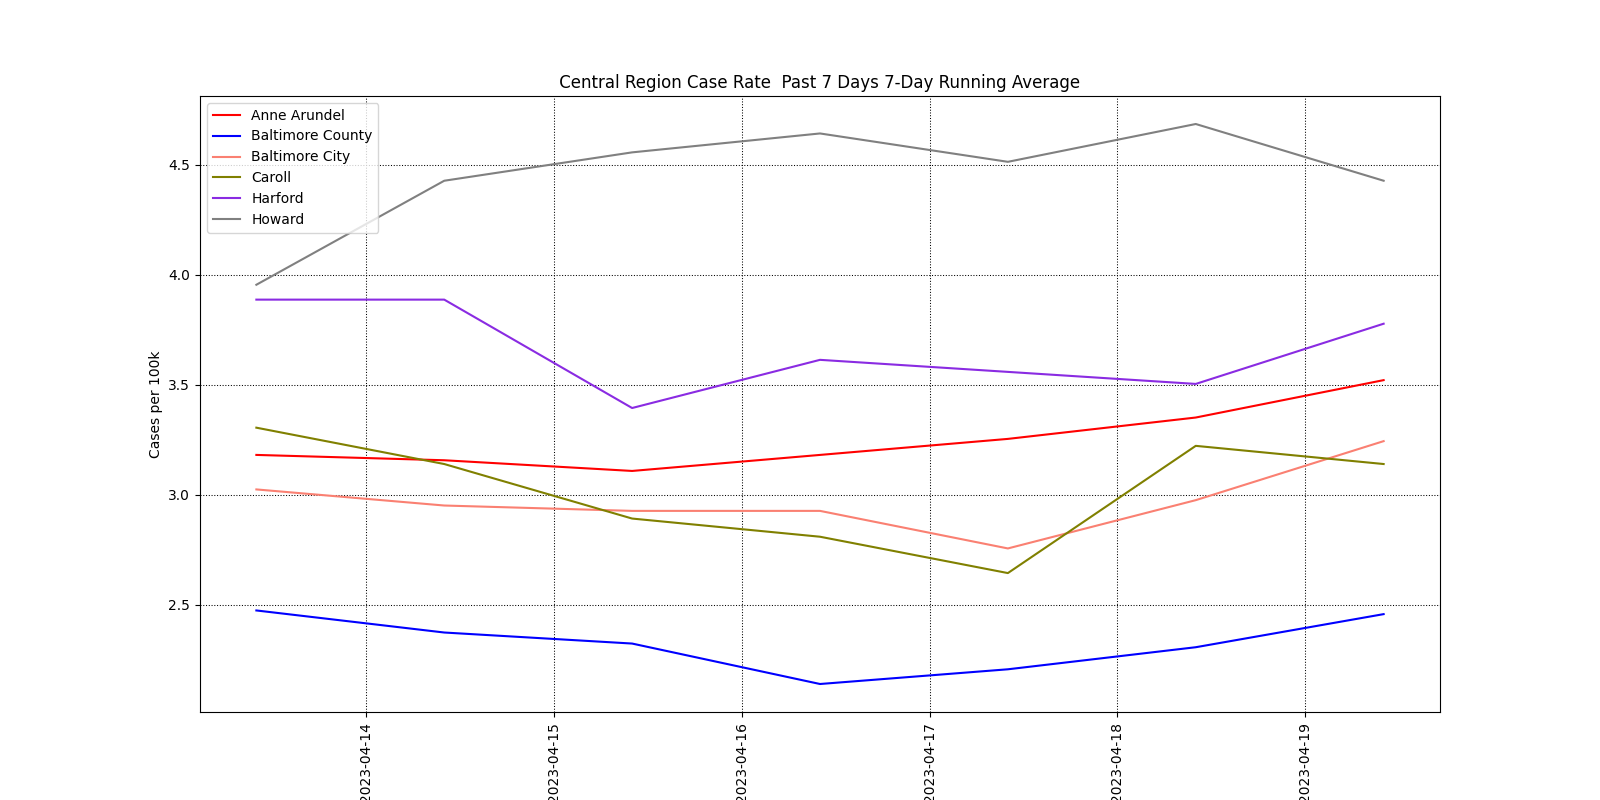 Central Region Case Rate  Past 7 Days 7-Day Running Average
Anne Arundel
Baltimore County
Baltimore City
Caroll
Harford
Howard
4.5
4.0
3.5
3.0
2.5
Cases per 100k
2023-04-14
2023-04-15
2023-04-16
2023-04-17
2023-04-18
2023-04-19